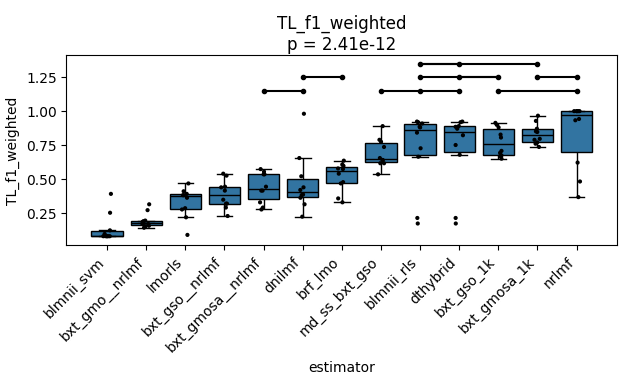 TL_f1_weighted
p = 2.41e-12
TL_f1_weighted
1.25
1.00
0.75
0.50
0.25
blmnii_svm
bxt_gmo__nrlmf
lmorls
bxt_gso__nrlmf
bxt_gmosa__nrlmf
dnilmf
brf_lmo
md_ss_bxt_gso
blmnii_rls
dthybrid
bxt_gso_1k
bxt_gmosa_1k
nrlmf
estimator